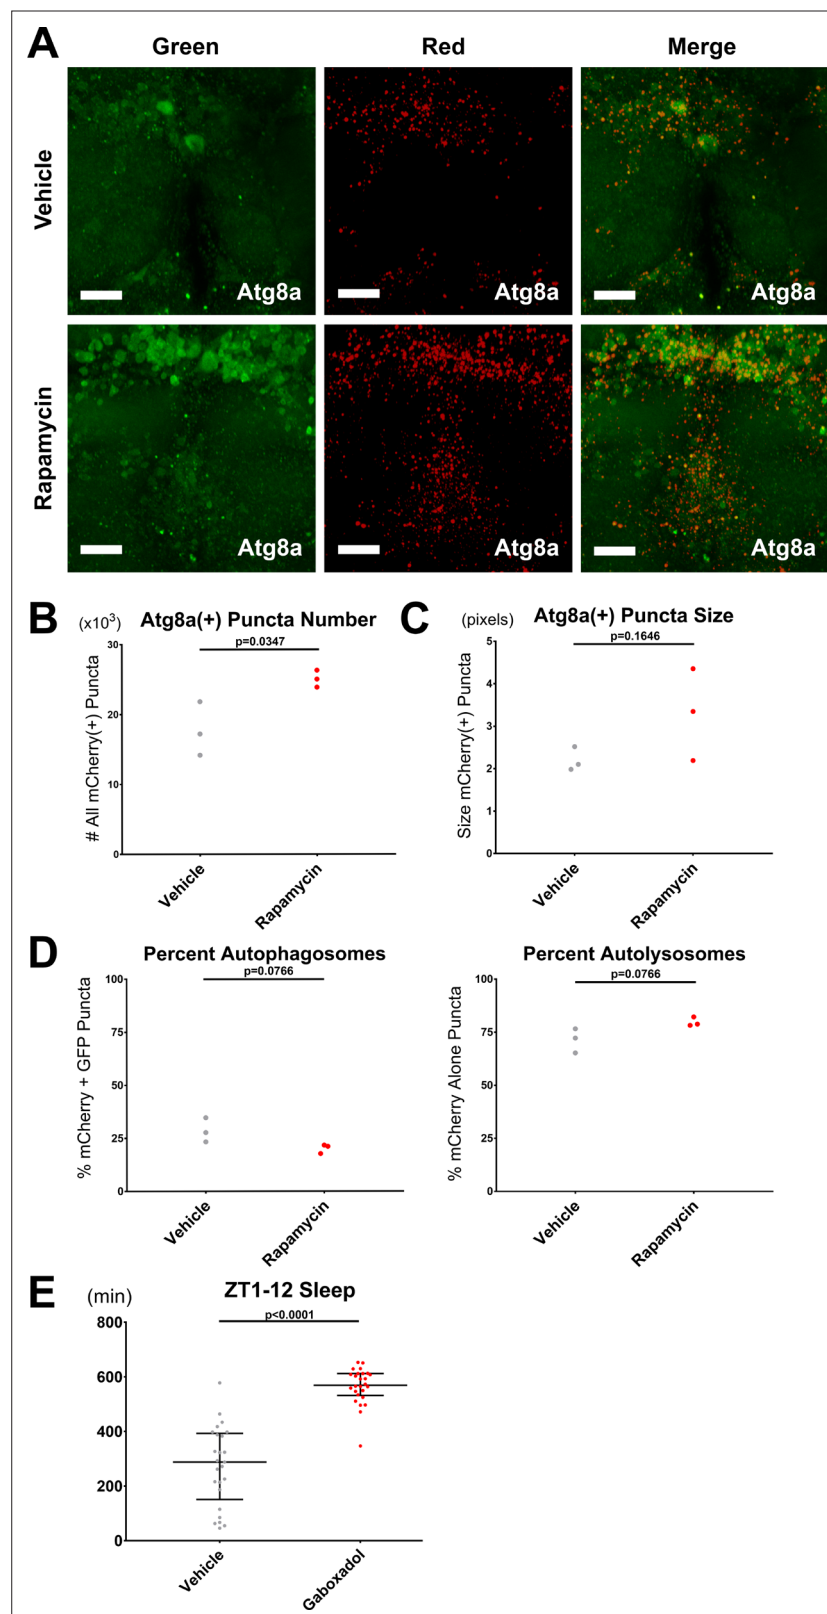 A
Green Red Merge
Vehicle
Atg8a Atg8a Atg8a
Rapamycin
Atg8a Atg8a Atg8a
B
(x10³) Atg8a(+) Puncta Number
p=0.0347
# All mCherry(+) Puncta
30
20
10
0
Vehicle Rapamycin
C
(pixels) Atg8a(+) Puncta Size
p=0.1646
Size mCherry(+) Puncta
5
4
3
2
1
0
Vehicle Rapamycin
D
Percent Autophagosomes
p=0.0766
% mCherry + GFP Puncta
100
75
50
25
0
Vehicle Rapamycin
Percent Autolysosomes
p=0.0766
% mCherry Alone Puncta
100
75
50
25
0
Vehicle Rapamycin
E
(min) ZT1-12 Sleep
p<0.0001
800
600
400
200
0
Vehicle Gaboxadol